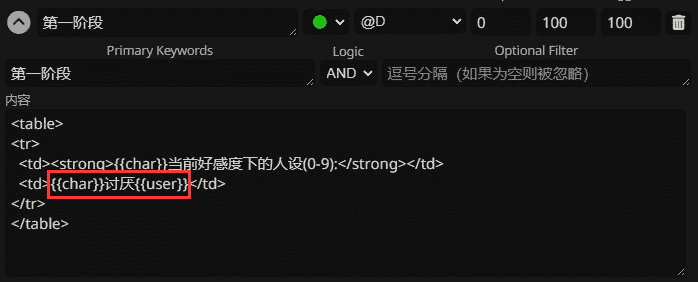 第一阶段 @D 0 100 100
Primary Keywords Logic Optional Filter
第一阶段 AND 逗号分隔（如果为空则被忽略）
内容
<table>
<tr>
<td><strong>{{char}}当前好感度下的人设(0-9):</strong></td>
<td>{{char}}讨厌{{user}}</td>
</tr>
</table>